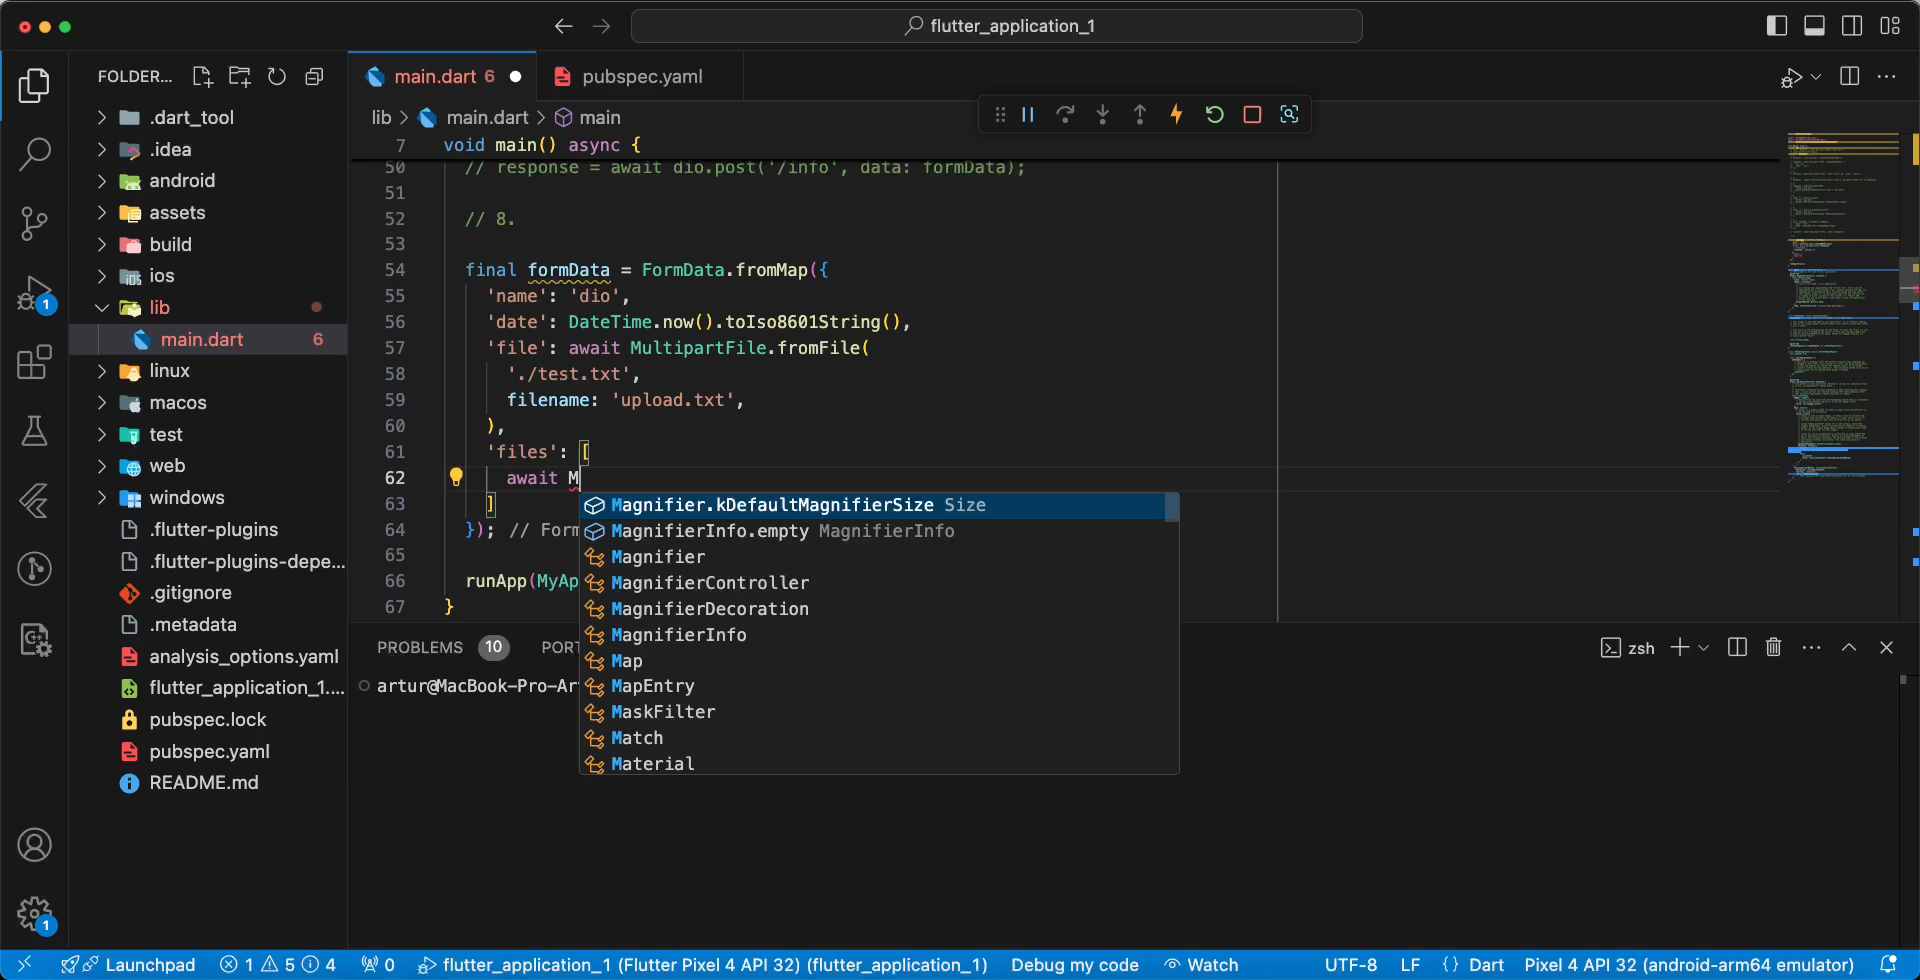 flutter_application_1
FOLDER...
.dart_tool
.idea
android
assets
build
ios
lib
main.dart 6
linux
macos
test
web
windows
.flutter-plugins
.flutter-plugins-depe...
.gitignore
.metadata
analysis_options.yaml
flutter_application_1....
pubspec.lock
pubspec.yaml
README.md
1
1
main.dart 6
pubspec.yaml
lib > main.dart > main
7 void main() async {
50 // response = await dio.post('/info', data: formData);
51
52 // 8.
53
54 final formData = FormData.fromMap({
55 'name': 'dio',
56 'date': DateTime.now().toIso8601String(),
57 'file': await MultipartFile.fromFile(
58 './test.txt',
59 filename: 'upload.txt',
60 ),
61 'files': [
62 await M
63 ]
64 }); // Form
65
66 runApp(MyAp
67 }
Magnifier.kDefaultMagnifierSize Size
MagnifierInfo.empty MagnifierInfo
Magnifier
MagnifierController
MagnifierDecoration
MagnifierInfo
Map
MapEntry
MaskFilter
Match
Material
PROBLEMS 10 PORT
zsh
artur@MacBook-Pro-Ar
Launchpad 1 5 4 0 flutter_application_1 (Flutter Pixel 4 API 32) (flutter_application_1) Debug my code Watch UTF-8 LF {} Dart Pixel 4 API 32 (android-arm64 emulator)